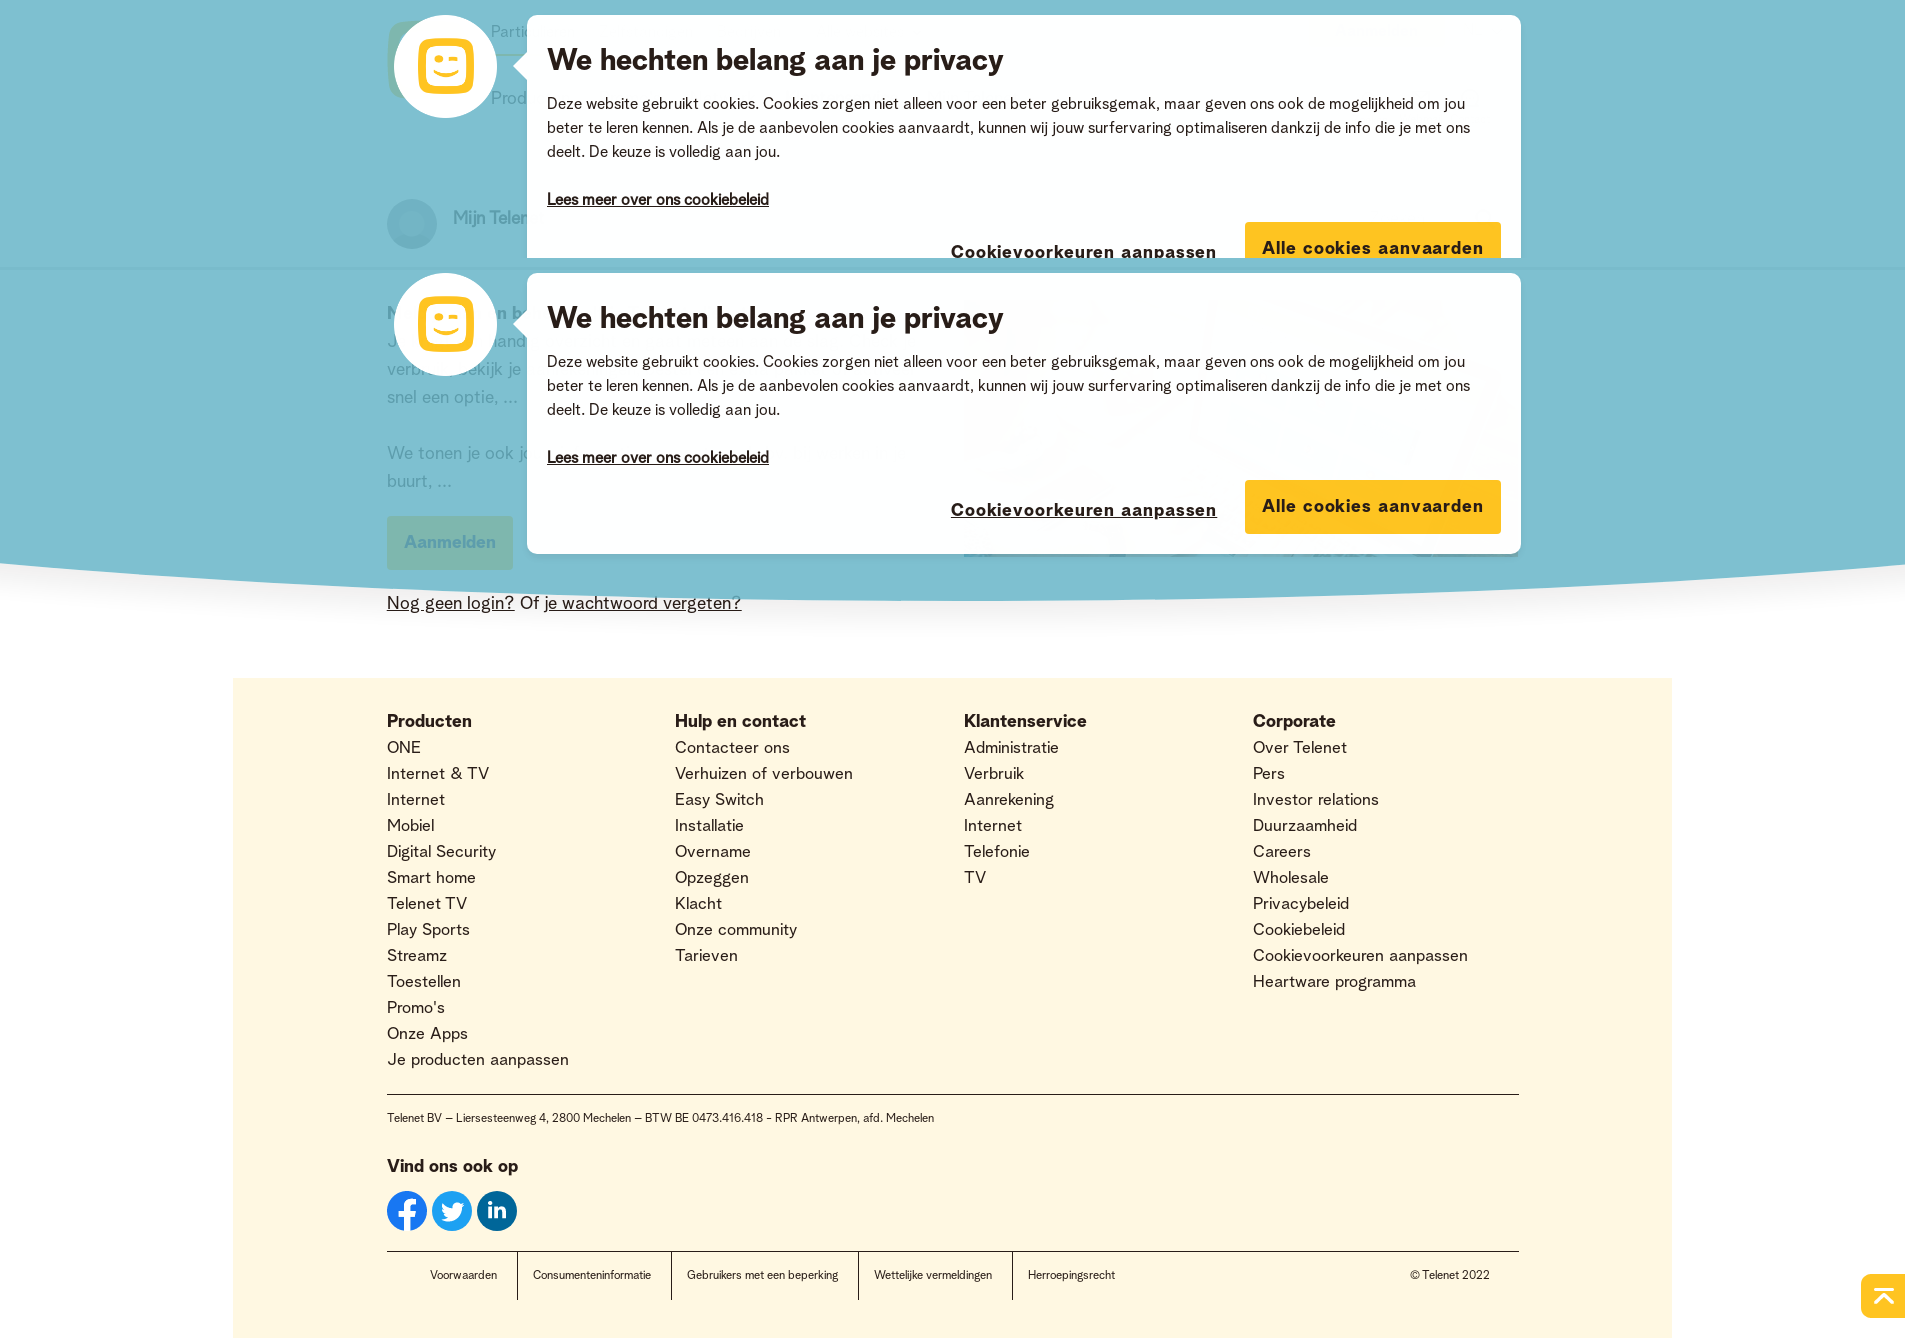 We hechten belang aan je privacy
Deze website gebruikt cookies. Cookies zorgen niet alleen voor een beter gebruiksgemak, maar geven ons ook de mogelijkheid om jou
beter te leren kennen. Als je de aanbevolen cookies aanvaardt, kunnen wij jouw surfervaring optimaliseren dankzij de info die je met ons
deelt. De keuze is volledig aan jou.
Lees meer over ons cookiebeleid
Mijn
Cookievoorkeuren aanpassen
Alle cookies aanvaarden
We hechten belang aan je privacy
Deze website gebruikt cookies. Cookies zorgen niet alleen voor een beter gebruiksgemak, maar geven ons ook de mogelijkheid om jou
beter te leren kennen. Als je de aanbevolen cookies aanvaardt, kunnen wij jouw surfervaring optimaliseren dankzij de info die je met ons
deelt. De keuze is volledig aan jou.
snel een optie, ...
We tonen je ook
Lees meer over ons cookiebeleid
buurt, ...
Cookievoorkeuren aanpassen
Alle cookies aanvaarden
Aanmelden
Nog geen login? Of je wachtwoord vergeten?
Producten
ONE
Internet & TV
Internet
Mobiel
Digital Security
Smart home
Telenet TV
Play Sports
Streamz
Toestellen
Promo's
Onze Apps
Je producten aanpassen
Hulp en contact
Contacteer ons
Verhuizen of verbouwen
Easy Switch
Installatie
Overname
Opzeggen
Klacht
Onze community
Tarieven
Klantenservice
Administratie
Verbruik
Aanrekening
Internet
Telefonie
TV
Corporate
Over Telenet
Pers
Investor relations
Duurzaamheid
Careers
Wholesale
Privacybeleid
Cookiebeleid
Cookievoorkeuren aanpassen
Heartware programma
Telenet BV – Liersesteenweg 4, 2800 Mechelen – BTW BE 0473.416.418 - RPR Antwerpen, afd. Mechelen
Vind ons ook op
Voorwaarden
Consumenteninformatie
Gebruikers met een beperking
Wettelijke vermeldingen
Herroepingsrecht
© Telenet 2022